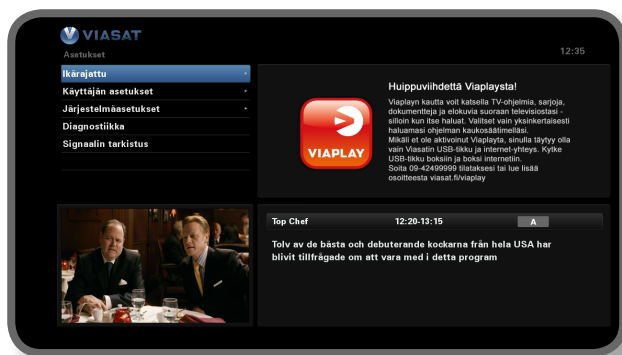 VIASAT
Asetukset
12:35
Ikärajattu
Käyttäjän asetukset
Järjestelmäasetukset
Diagnostiikka
Signaalin tarkistus
VIAPLAY
Huippuviihdettä Viaplaysta!
Viaplayn kautta voit katsella TV-ohjelmia, sarjoja,
dokumentteja ja elokuvia suoraan televisiostasi -
silloin kun itse haluat. Valitset vain yksinkertaisesti
haluamasi ohjelman kaukosäätimelläsi.
Mikäli et ole aktivoinut Viaplayta, sinulla täytyy olla
vain Viasatin USB-tikku ja internet-yhteys. Kytke
USB-tikku boksiin ja boksi internetiin.
Soita 09-42499999 tilataksesi tai lue lisää
osoitteesta viasat.fi/viaplay
Top Chef 12:20-13:15 A
Tolv av de bästa och debuterande kockarna från hela USA har
blivit tillfrågade om att vara med i detta program